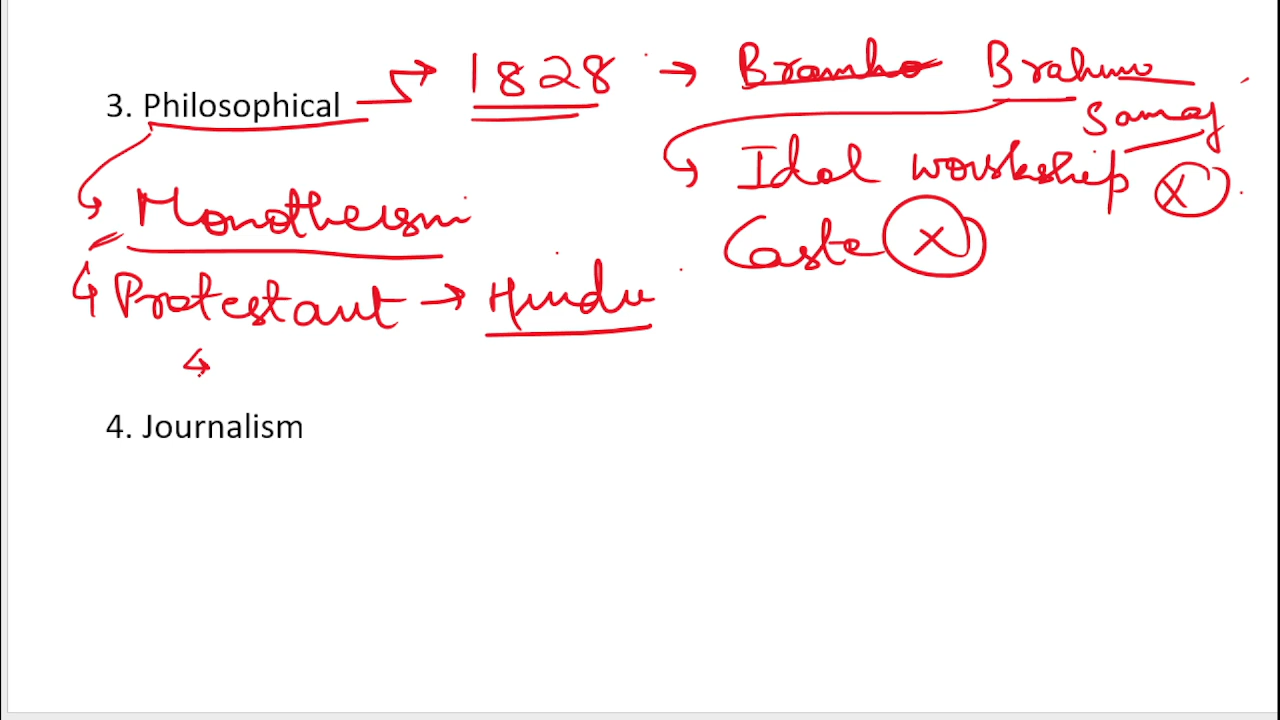 3. Philosophical → 1828 → Bramho Brahmo
Samaj
Idol workship X
Monotheism
Caste X
Protestant → Hindu
4. Journalism